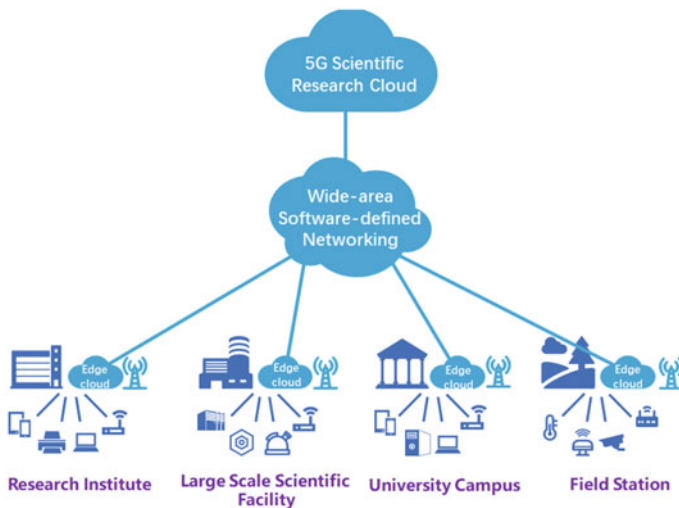 5G Scientific
Research Cloud
Wide-area
Software-defined
Networking
Edge
cloud
Edge
cloud
Edge
cloud
Edge
cloud
Research Institute
Large Scale Scientific
Facility
University Campus
Field Station